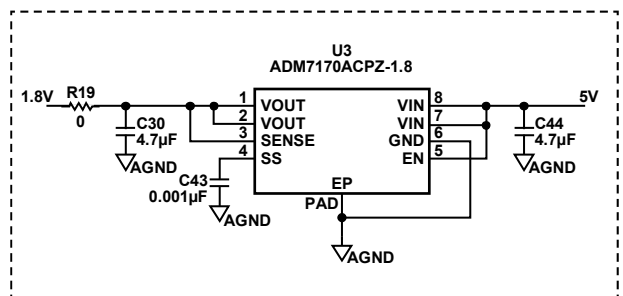 U3
ADM7170ACPZ-1.8
1.8V R19 0
C30
4.7µF
AGND
1 VOUT
2 VOUT
3 SENSE
4 SS
C43
0.001µF
AGND
VIN 8
VIN 7
GND 6
EN 5
EP
PAD
AGND
5V
C44
4.7µF
AGND